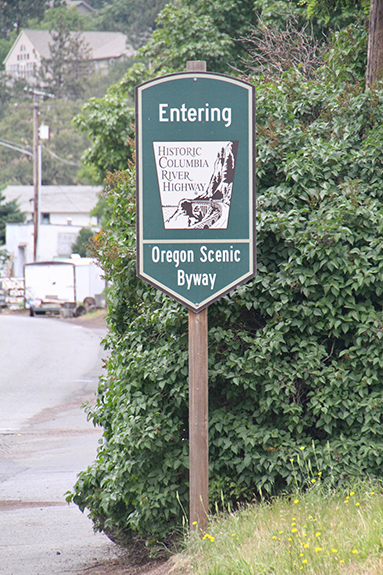 Entering
HISTORIC
COLUMBIA
RIVER
HIGHWAY
Oregon Scenic
Byway